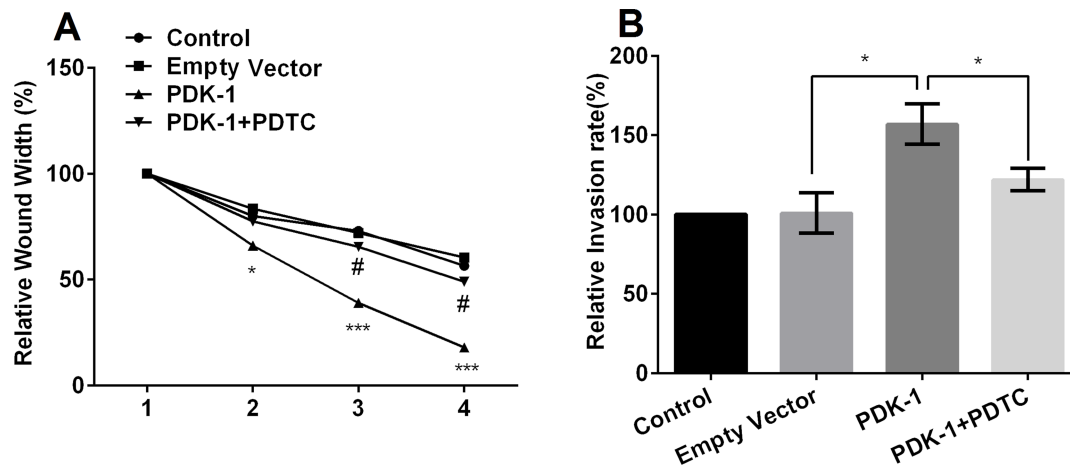 A
Control
Empty Vector
PDK-1
PDK-1+PDTC
Relative Wound Width (%)
150
100
50
0
*
#
***
#
***
1 2 3 4
B
Relative Invasion rate(%)
200
150
100
50
0
* *
Control
Empty Vector
PDK-1
PDK-1+PDTC